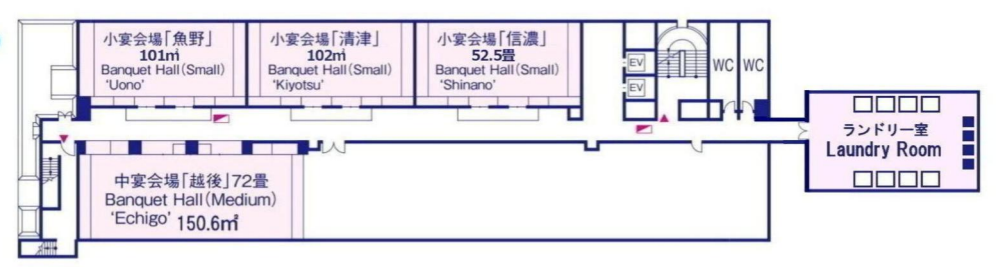 小宴会場「魚野」
101㎡
Banquet Hall(Small)
'Uono'
小宴会場「清津」
102㎡
Banquet Hall(Small)
'Kiyotsu'
小宴会場「信濃」
52.5畳
Banquet Hall(Small)
'Shinano'
EV
EV
WC
WC
ランドリー室
Laundry Room
中宴会場「越後」72畳
Banquet Hall(Medium)
'Echigo' 150.6㎡